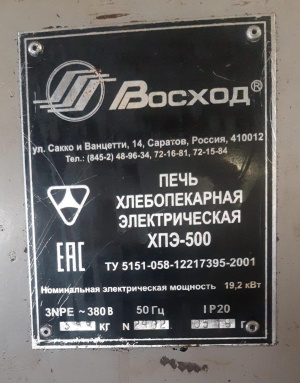 Восход®
ул. Сакко и Ванцетти, 14, Саратов, Россия, 410012
Тел.: (845-2) 48-96-34, 72-16-81, 72-15-84
ПЕЧЬ
ХЛЕБОПЕКАРНАЯ
ЭЛЕКТРИЧЕСКАЯ
ХПЭ-500
ЕАС
ТУ 5151-058-12217395-2001
Номинальная электрическая мощность 19,2 кВт
3NPE ~ 380 В 50 Гц IP20
КГ N Г